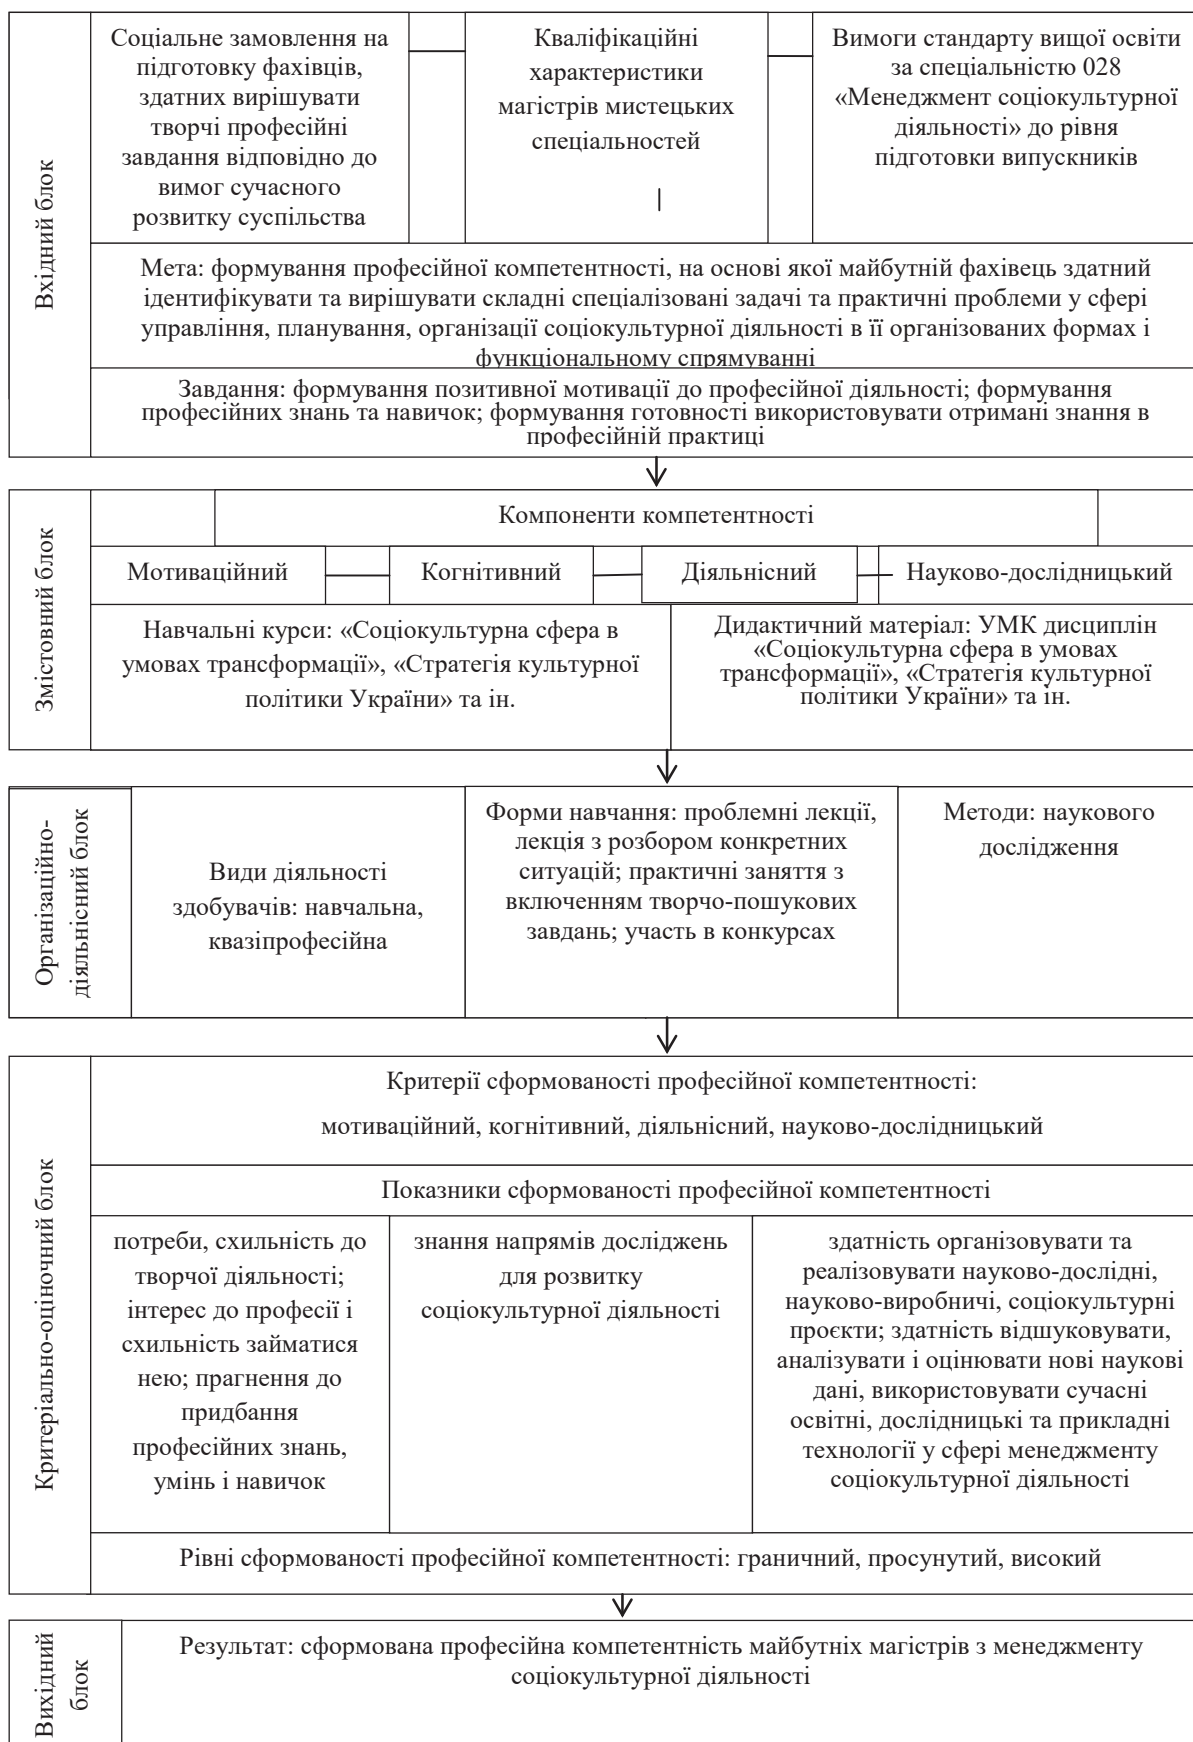 Вхідний блок
Соціальне замовлення на
підготовку фахівців,
здатних вирішувати
творчі професійні
завдання відповідно до
вимог сучасного
розвитку суспільства
Кваліфікаційні
характеристики
магістрів мистецьких
спеціальностей
Вимоги стандарту вищої освіти
за спеціальністю 028
«Менеджмент соціокультурної
діяльності» до рівня
підготовки випускників
Мета: формування професійної компетентності, на основі якої майбутній фахівець здатний
ідентифікувати та вирішувати складні спеціалізовані задачі та практичні проблеми у сфері
управління, планування, організації соціокультурної діяльності в її організованих формах і
функціональному спрямуванні
Завдання: формування позитивної мотивації до професійної діяльності; формування
професійних знань та навичок; формування готовності використовувати отримані знання в
професійній практиці
Змістовний блок
Компоненти компетентності
Мотиваційний
Когнітивний
Діяльнісний
Науково-дослідницький
Навчальні курси: «Соціокультурна сфера в
умовах трансформації», «Стратегія культурної
політики України» та ін.
Дидактичний матеріал: УМК дисциплін
«Соціокультурна сфера в умовах
трансформації», «Стратегія культурної
політики України» та ін.
Організаційно-
діяльнісний блок
Види діяльності
здобувачів: навчальна,
квазіпрофесійна
Форми навчання: проблемні лекції,
лекція з розбором конкретних
ситуацій; практичні заняття з
включенням творчо-пошукових
завдань; участь в конкурсах
Методи: наукового
дослідження
Критеріально-оціночний блок
Критерії сформованості професійної компетентності:
мотиваційний, когнітивний, діяльнісний, науково-дослідницький
Показники сформованості професійної компетентності
потреби, схильність до
творчої діяльності;
інтерес до професії і
схильність займатися
нею; прагнення до
придбання
професійних знань,
умінь і навичок
знання напрямів досліджень
для розвитку
соціокультурної діяльності
здатність організовувати та
реалізовувати науково-дослідні,
науково-виробничі, соціокультурні
проєкти; здатність відшуковувати,
аналізувати і оцінювати нові наукові
дані, використовувати сучасні
освітні, дослідницькі та прикладні
технології у сфері менеджменту
соціокультурної діяльності
Рівні сформованості професійної компетентності: граничний, просунутий, високий
Вихідний
блок
Результат: сформована професійна компетентність майбутніх магістрів з менеджменту
соціокультурної діяльності